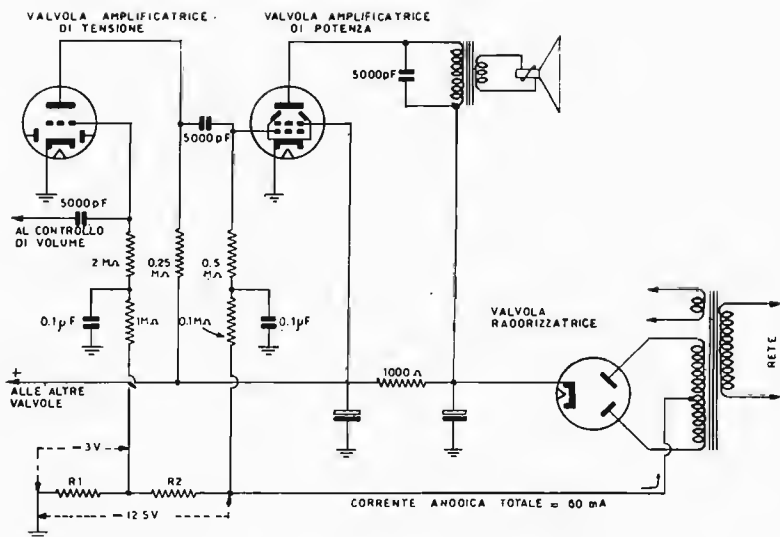 VALVOLA AMPLIFICATRICE
DI TENSIONE
VALVOLA AMPLIFICATRICE
DI POTENZA
5000pF
5000pF
5000pF
AL CONTROLLO
DI VOLUME
2 MΩ
0.25
MΩ
0.5
MΩ
0.1µF
1MΩ
0.1MΩ
0.1µF
VALVOLA
RADDRIZZATRICE
RETE
+
ALLE ALTRE
VALVOLE
1000 Ω
- 3V
R1
R2
- 12.5V
CORRENTE ANODICA TOTALE = 60 mA